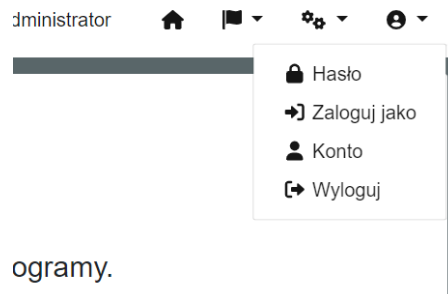 dministrator
Hasło
Zaloguj jako
Konto
Wyloguj
ogramy.